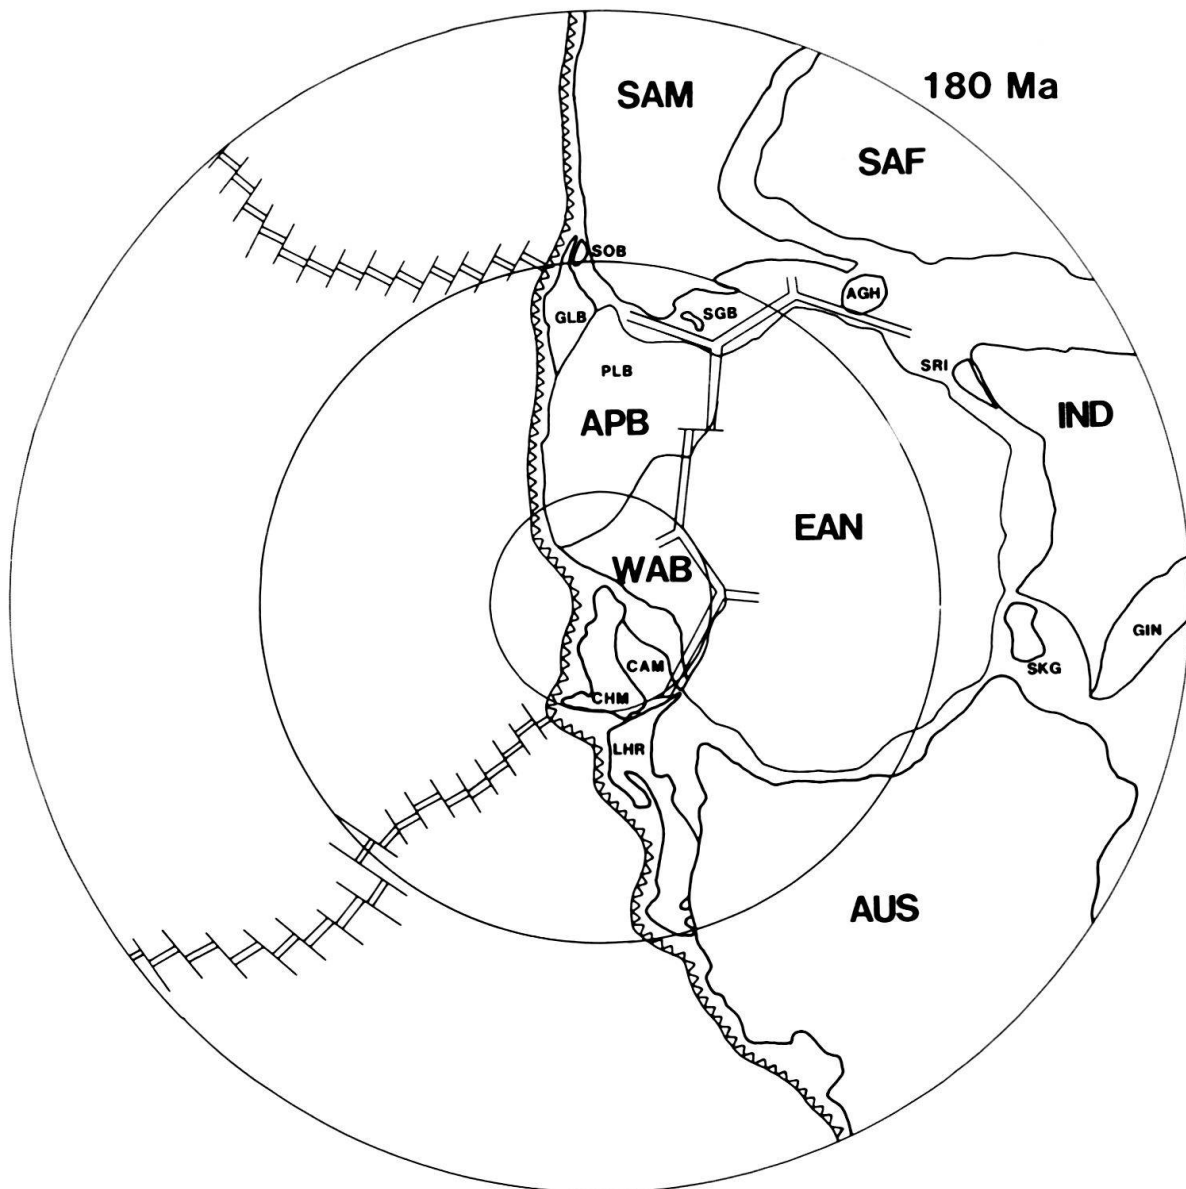 180 Ma
SAM
SAF
SOB
AGH
GLB
SGB
SRI
PLB
IND
APB
EAN
WAB
GIN
CAM
SKG
CHM
LHR
AUS